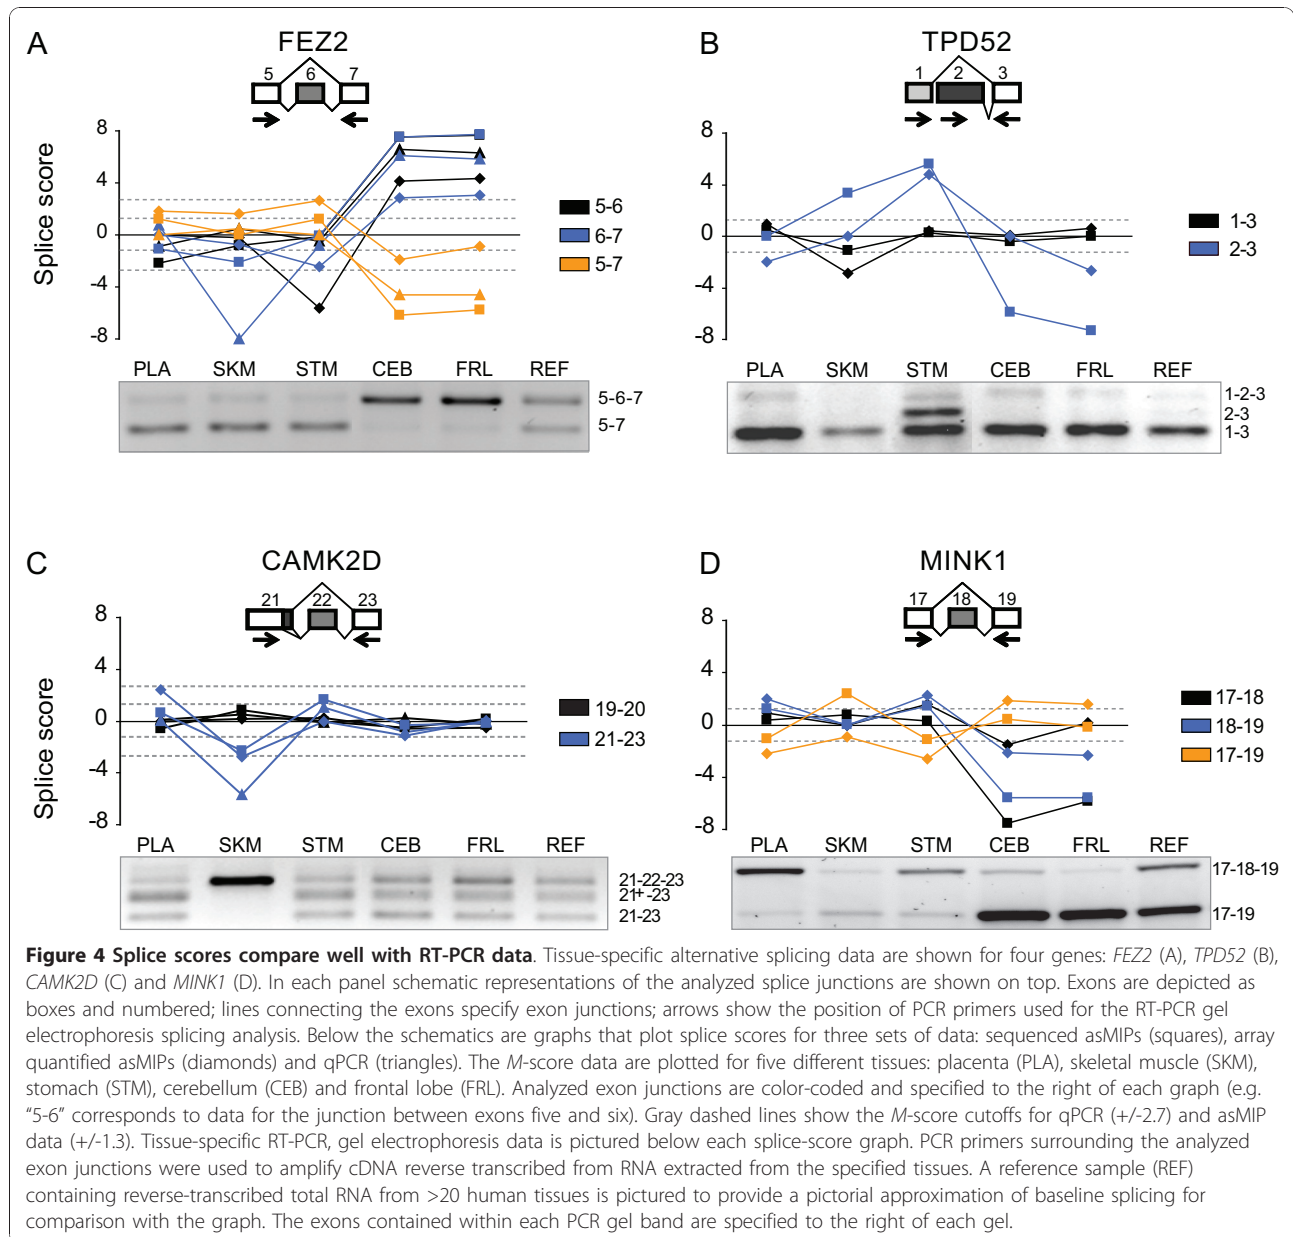 A
FEZ2
5 6 7
8
4
0
-4
-8
Splice score
5-6
6-7
5-7
PLA SKM STM CEB FRL REF
5-6-7
5-7
B
TPD52
1 2 3
8
4
0
-4
-8
1-3
2-3
PLA SKM STM CEB FRL REF
1-2-3
2-3
1-3
C
CAMK2D
21 22 23
8
4
0
-4
-8
Splice score
19-20
21-23
PLA SKM STM CEB FRL REF
21-22-23
21+-23
21-23
D
MINK1
17 18 19
8
4
0
-4
-8
17-18
18-19
17-19
PLA SKM STM CEB FRL REF
17-18-19
17-19
Figure 4 Splice scores compare well with RT-PCR data. Tissue-specific alternative splicing data are shown for four genes: FEZ2 (A), TPD52 (B),
CAMK2D (C) and MINK1 (D). In each panel schematic representations of the analyzed splice junctions are shown on top. Exons are depicted as
boxes and numbered; lines connecting the exons specify exon junctions; arrows show the position of PCR primers used for the RT-PCR gel
electrophoresis splicing analysis. Below the schematics are graphs that plot splice scores for three sets of data: sequenced asMIPs (squares), array
quantified asMIPs (diamonds) and qPCR (triangles). The M-score data are plotted for five different tissues: placenta (PLA), skeletal muscle (SKM),
stomach (STM), cerebellum (CEB) and frontal lobe (FRL). Analyzed exon junctions are color-coded and specified to the right of each graph (e.g.
“5-6” corresponds to data for the junction between exons five and six). Gray dashed lines show the M-score cutoffs for qPCR (+/-2.7) and asMIP
data (+/-1.3). Tissue-specific RT-PCR, gel electrophoresis data is pictured below each splice-score graph. PCR primers surrounding the analyzed
exon junctions were used to amplify cDNA reverse transcribed from RNA extracted from the specified tissues. A reference sample (REF)
containing reverse-transcribed total RNA from >20 human tissues is pictured to provide a pictorial approximation of baseline splicing for
comparison with the graph. The exons contained within each PCR gel band are specified to the right of each gel.